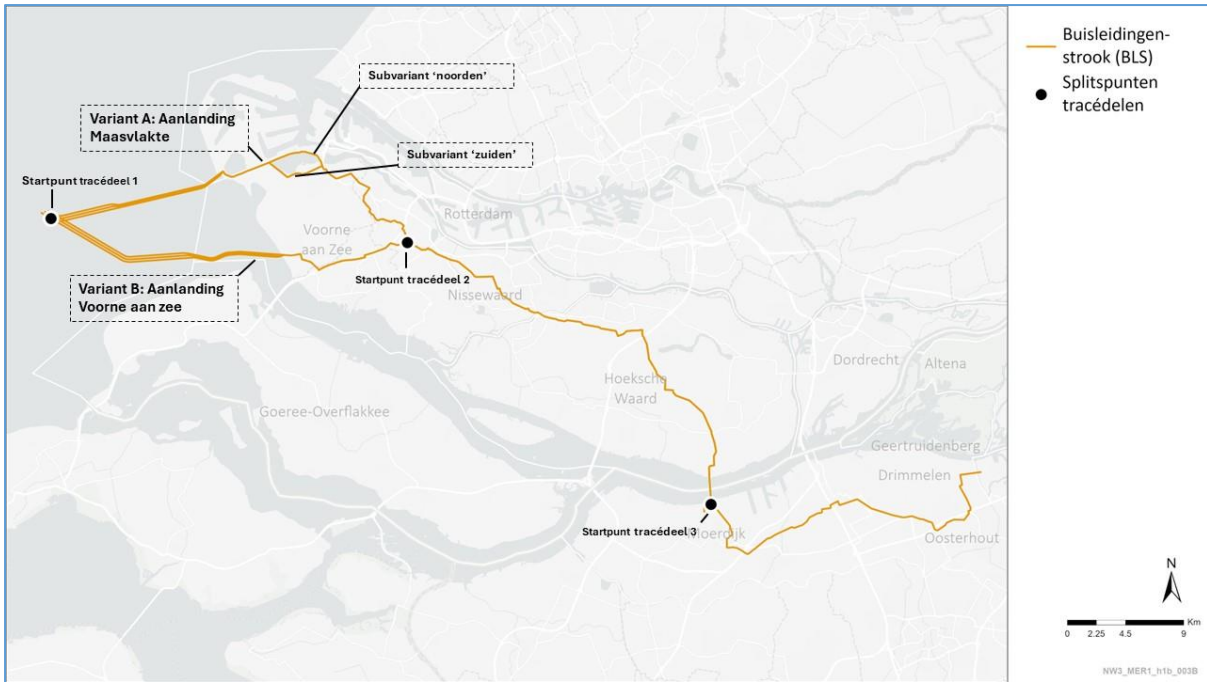 Subvariant ‘noorden’
Variant A: Aanlanding
Maasvlakte
Subvariant ‘zuiden’
Startpunt tracédeel 1
Rotterdam
Voorne
aan Zee
Startpunt tracédeel 2
Variant B: Aanlanding
Voorne aan zee
Nissewaard
Dordrecht
Altena
Hoeksche
Waard
Goeree-Overflakkee
Geertruidenberg
Drimmelen
Startpunt tracédeel 3
Moerdijk
Oosterhout
Buisleidingen-
strook (BLS)
Splitspunten
tracédelen
N
Km
0 2.25 4.5 9
NW3_MER1_h1b_003B